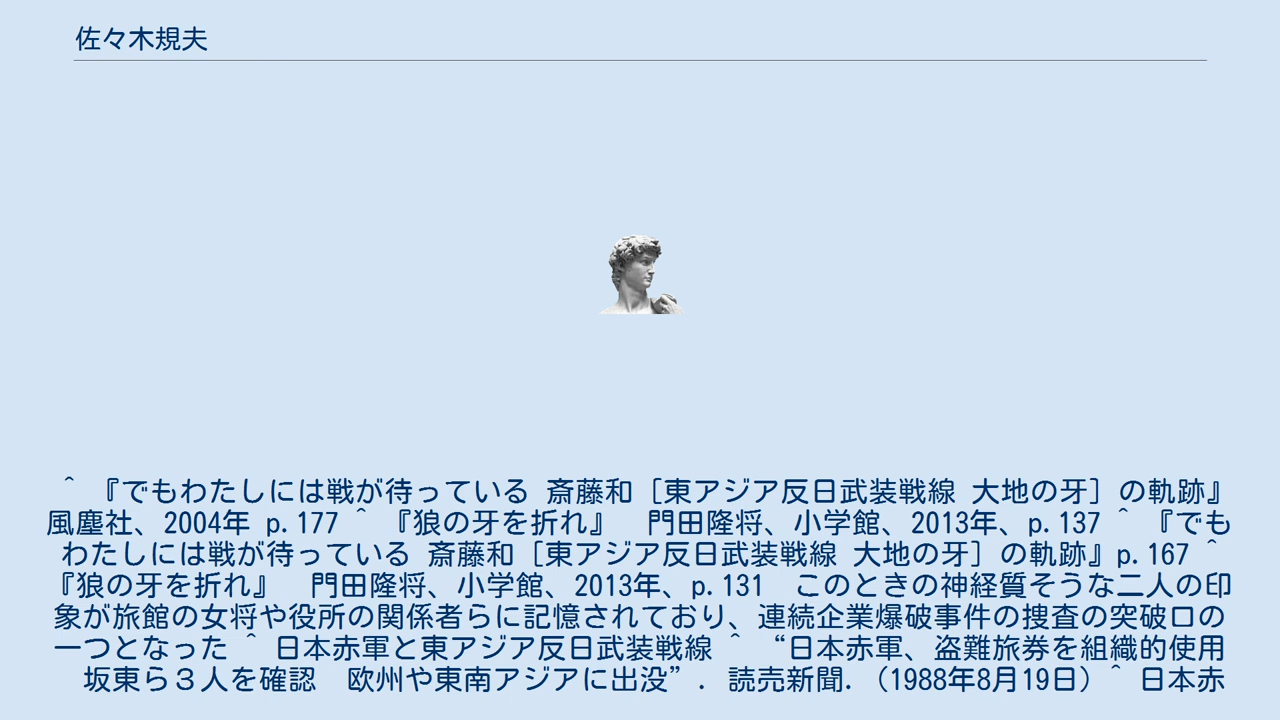 佐々木規夫
^ 『でもわたしには戦が待っている 斎藤和［東アジア反日武装戦線 大地の牙］の軌跡』
風塵社、2004年 p.177 ^ 『狼の牙を折れ』　門田隆将、小学館、2013年、p.137 ^ 『でも
わたしには戦が待っている 斎藤和［東アジア反日武装戦線 大地の牙］の軌跡』p.167 ^
『狼の牙を折れ』　門田隆将、小学館、2013年、p.131　このときの神経質そうな二人の印
象が旅館の女将や役所の関係者らに記憶されており、連続企業爆破事件の捜査の突破口の
一つとなった ^ 日本赤軍と東アジア反日武装戦線 ^ “日本赤軍、盗難旅券を組織的使用
坂東ら３人を確認　欧州や東南アジアに出没”. 読売新聞. (1988年8月19日) ^ 日本赤